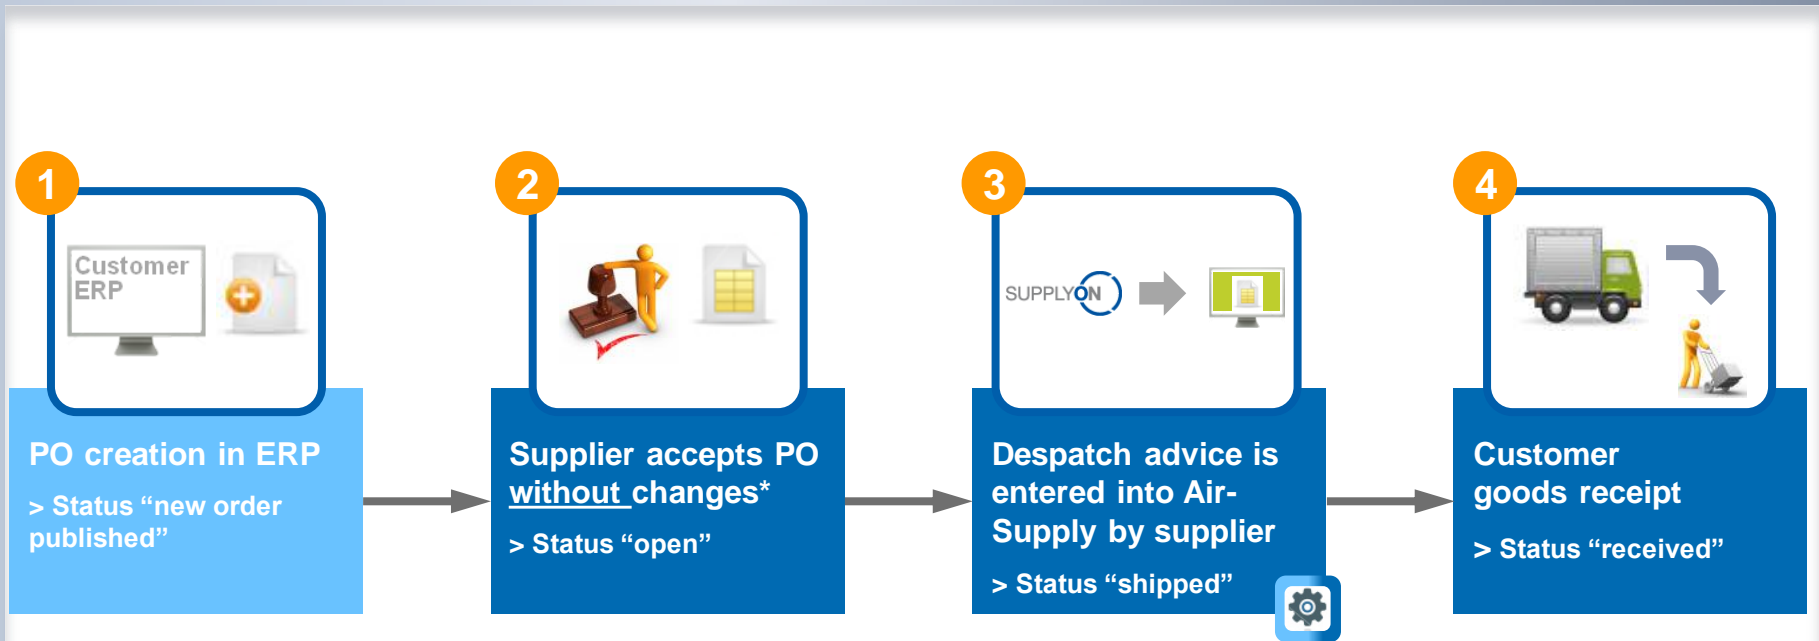 1
Customer
ERP
PO creation in ERP
> Status “new order
published”
2
Supplier accepts PO
without changes*
> Status “open”
3
SUPPLYON
Despatch advice is
entered into Air-
Supply by supplier
> Status “shipped”
4
Customer
goods receipt
> Status “received”